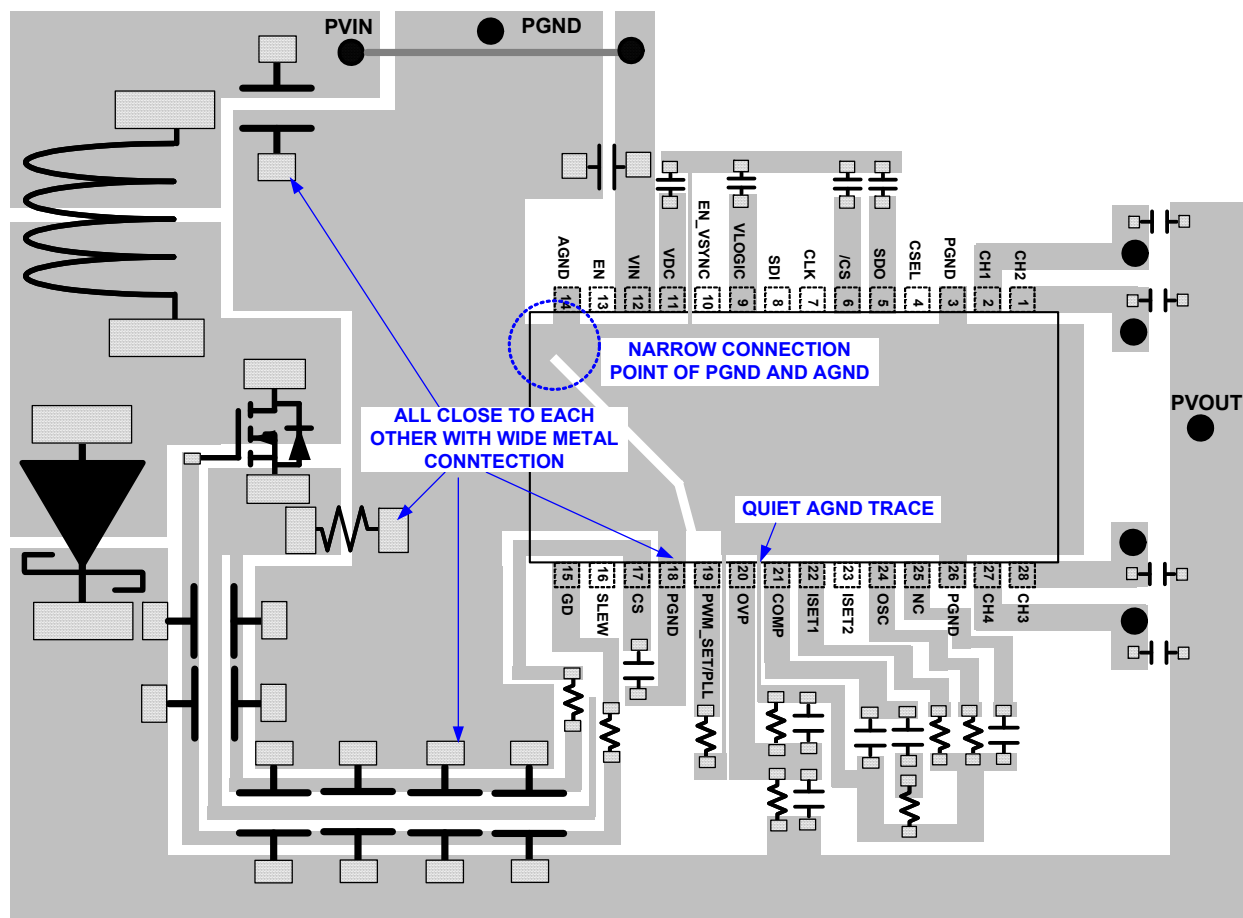 PVIN
PGND
AGND
EN
VIN
VDC
EN_VSYNC
VLOGIC
SDI
CLK
/CS
SDO
CSEL
PGND
CH1
CH2
14
13
12
11
10
9
8
7
6
5
4
3
2
1
NARROW CONNECTION
POINT OF PGND AND AGND
ALL CLOSE TO EACH
OTHER WITH WIDE METAL
CONNTECTION
PVOUT
QUIET AGND TRACE
15
16
17
18
19
20
21
22
23
24
25
26
27
28
GD
SLEW
CS
PGND
PWM_SET/PLL
OVP
COMP
ISET1
ISET2
OSC
NC
PGND
CH4
CH3